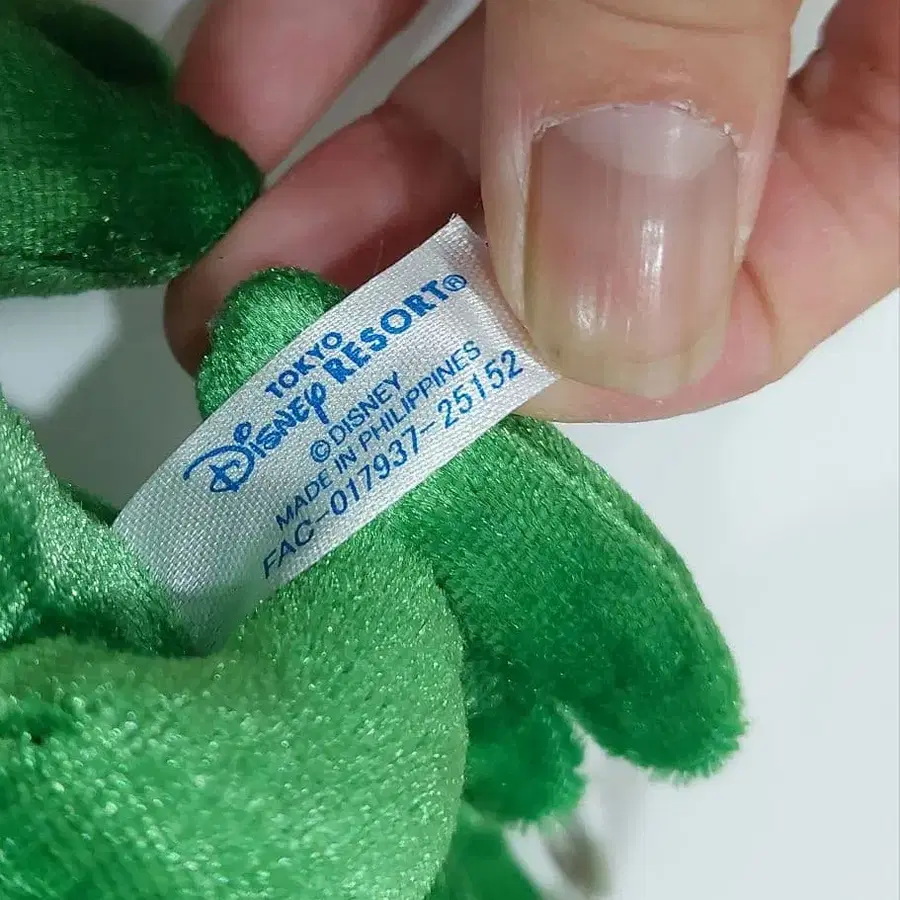 TOKYO
Disney RESORT®
©DISNEY
MADE IN PHILIPPINES
FAC-017937-25152